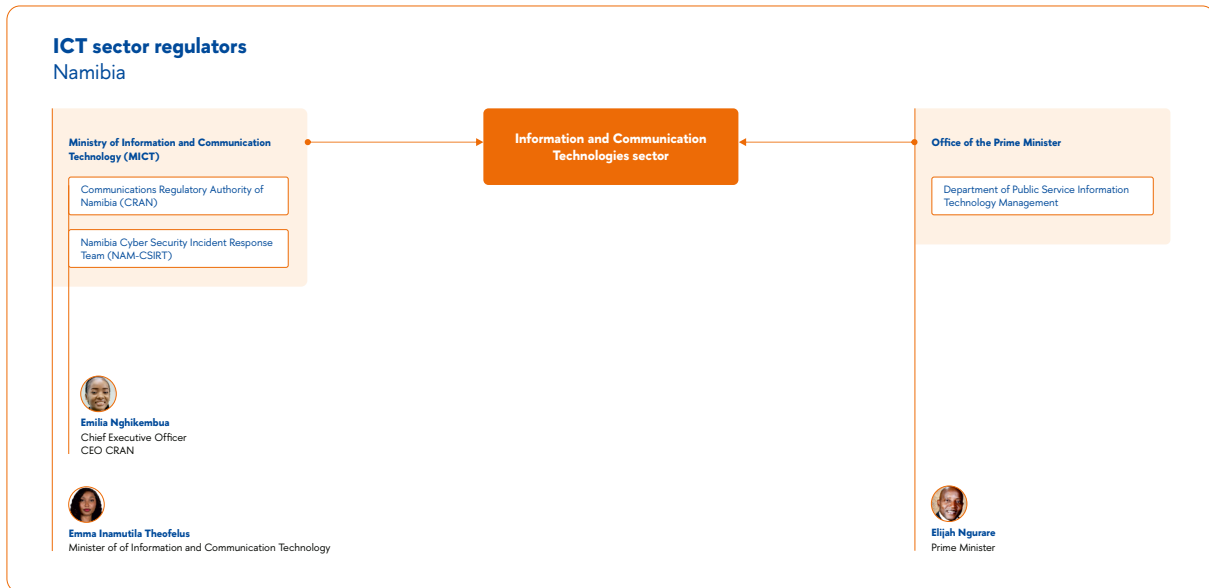 ICT sector regulators
Namibia
Ministry of Information and Communication
Technology (MICT)
Communications Regulatory Authority of
Namibia (CRAN)
Namibia Cyber Security Incident Response
Team (NAM-CSIRT)
Information and Communication
Technologies sector
Office of the Prime Minister
Department of Public Service Information
Technology Management
Emilia Nghikembua
Chief Executive Officer
CEO CRAN
Emma Inamutila Theofelus
Minister of of Information and Communication Technology
Elijah Ngurare
Prime Minister